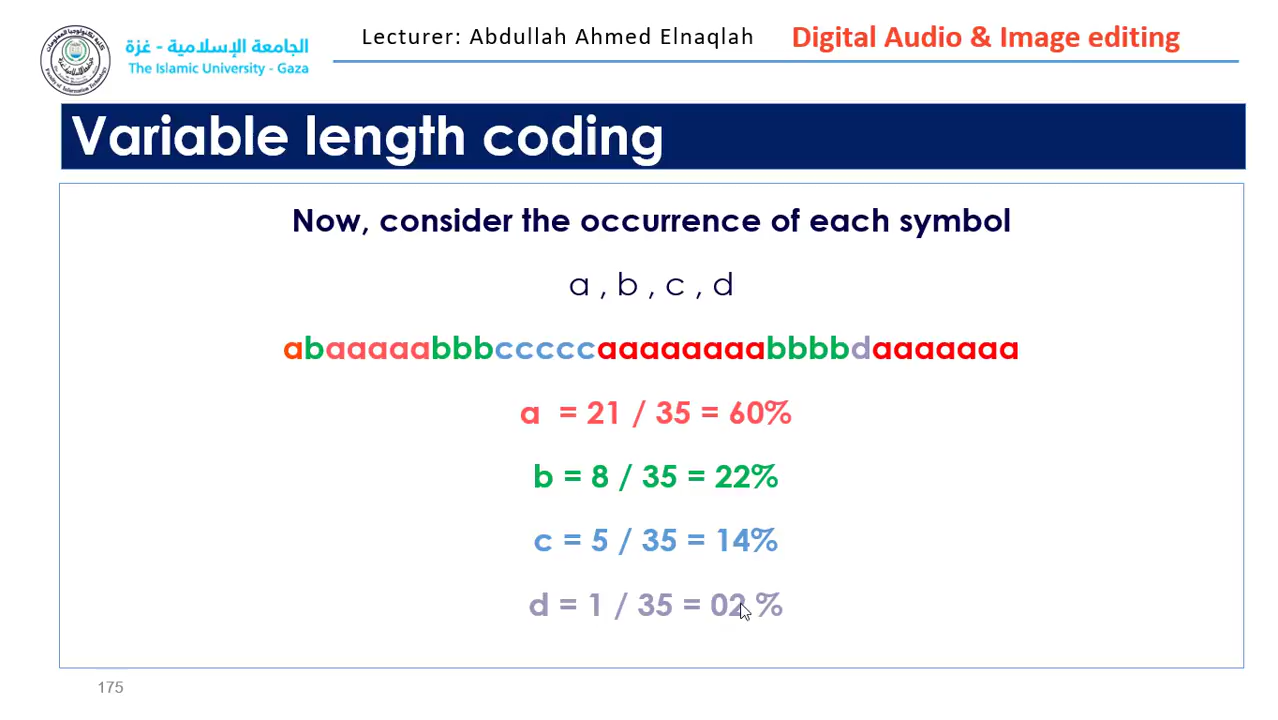 الجامعة الإسلامية - غزة
The Islamic University - Gaza
Lecturer: Abdullah Ahmed Elnaqlah
Digital Audio & Image editing
Variable length coding
Now, consider the occurrence of each symbol
a , b , c , d
abaaaaabbbcccccaaaaaaaabbbbdaaaaaaa
a = 21 / 35 = 60%
b = 8 / 35 = 22%
c = 5 / 35 = 14%
d = 1 / 35 = 02 %
175